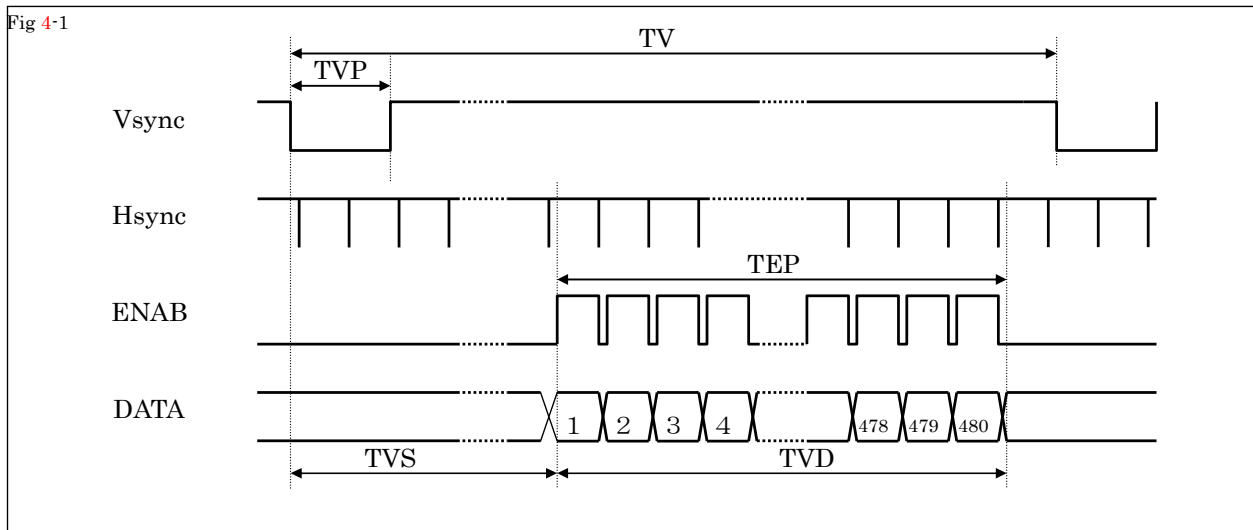 Fig 4-1
TV
TVP
Vsync
Hsync
TEP
ENAB
DATA
1 2 3 4 478 479 480
TVS TVD